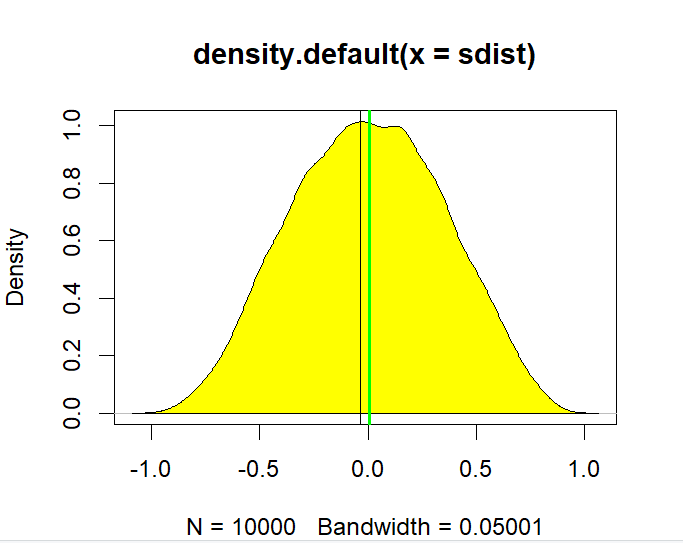 density.default(x = sdist)
Density
0.0 0.2 0.4 0.6 0.8 1.0
-1.0 -0.5 0.0 0.5 1.0
N = 10000 Bandwidth = 0.05001